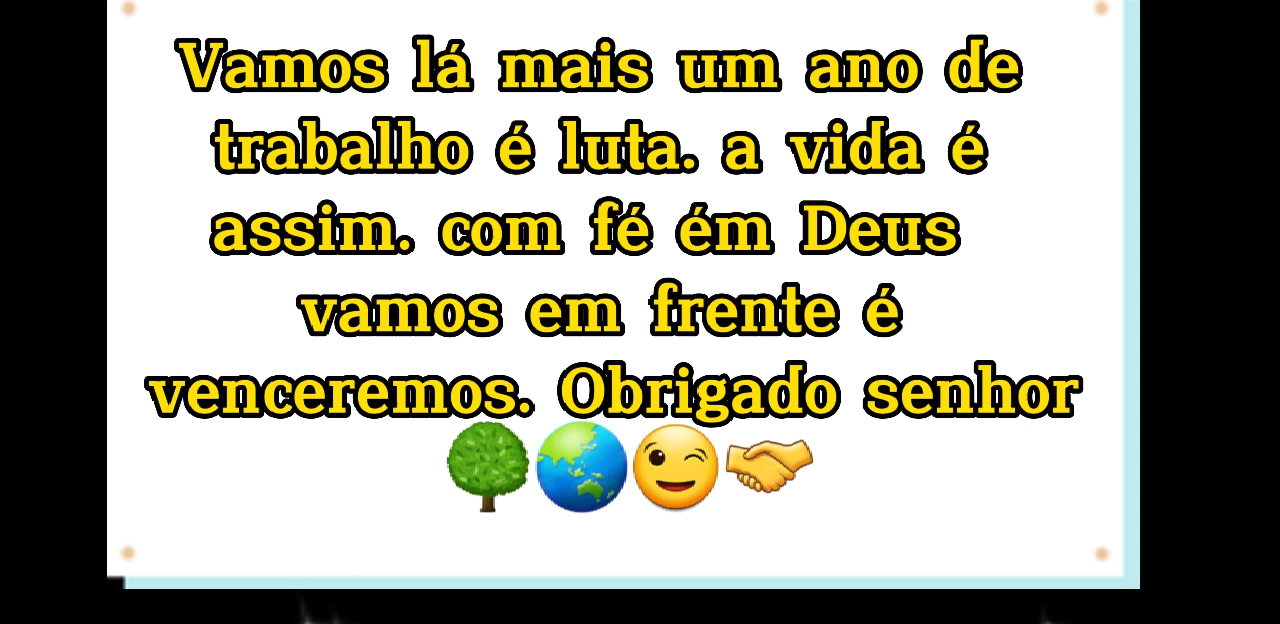 Vamos lá mais um ano de
trabalho é luta. a vida é
assim. com fé ém Deus
vamos em frente é
venceremos. Obrigado senhor
🌳🌏😉🤝